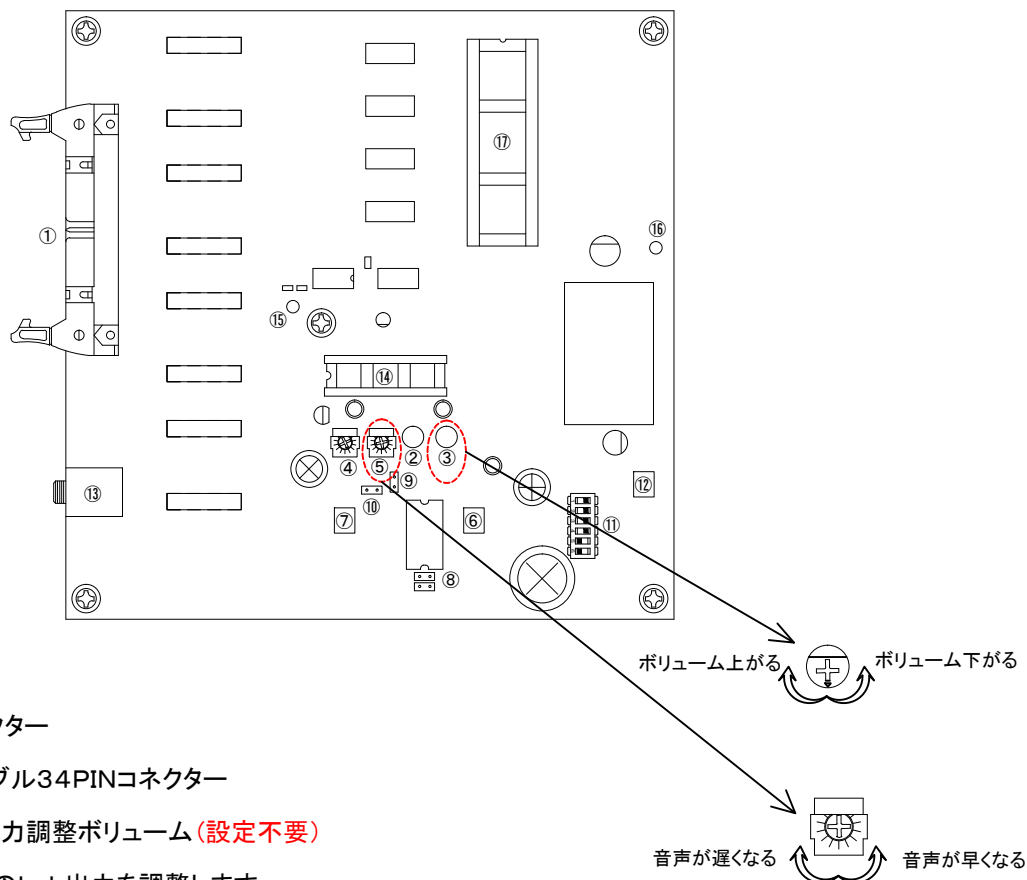 ⑰
①
⑯
⑮
⑭
④ ⑤ ② ③
⑨
⑫
⑬
⑩
⑦ ⑥ ⑪
⑧
ボリューム上がる ボリューム下がる
クター
ブル34PINコネクター
力調整ボリューム(設定不要)
音声が遅くなる 音声が早くなる